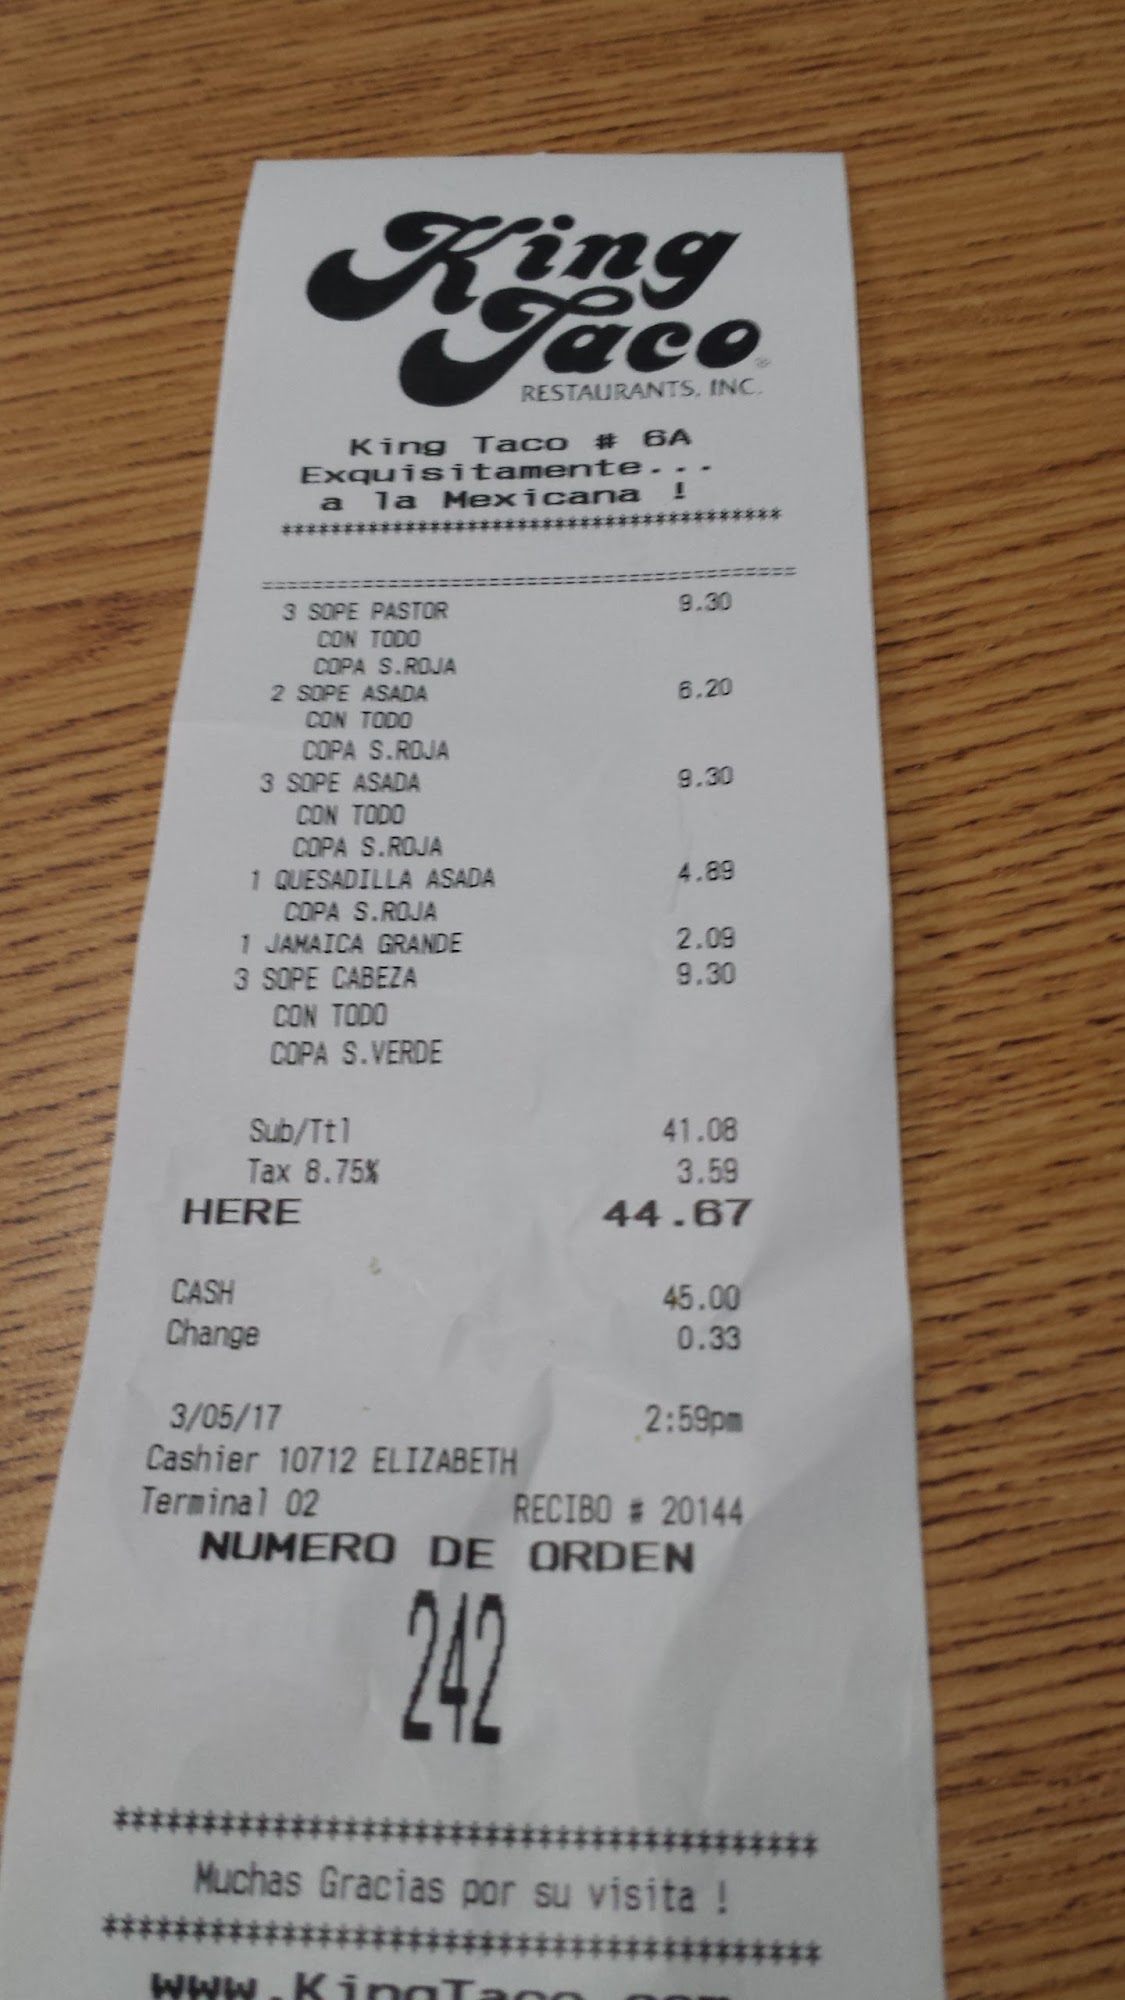 King
Taco®
RESTAURANTS, INC.
King Taco # 6A
Exquisitamente...
a la Mexicana !
****************************************
========================================
3 SOPE PASTOR 9.30
CON TODO
COPA S.ROJA
2 SOPE ASADA 6.20
CON TODO
COPA S.ROJA
3 SOPE ASADA 9.30
CON TODO
COPA S.ROJA
1 QUESADILLA ASADA 4.89
COPA S.ROJA
1 JAMAICA GRANDE 2.09
3 SOPE CABEZA 9.30
CON TODO
COPA S.VERDE
Sub/Ttl 41.08
Tax 8.75% 3.59
HERE 44.67
CASH 45.00
Change 0.33
3/05/17 2:59pm
Cashier 10712 ELIZABETH
Terminal 02 RECIBO # 20144
NUMERO DE ORDEN
242
****************************************
Muchas Gracias por su visita !
****************************************
www.KingTaco.com